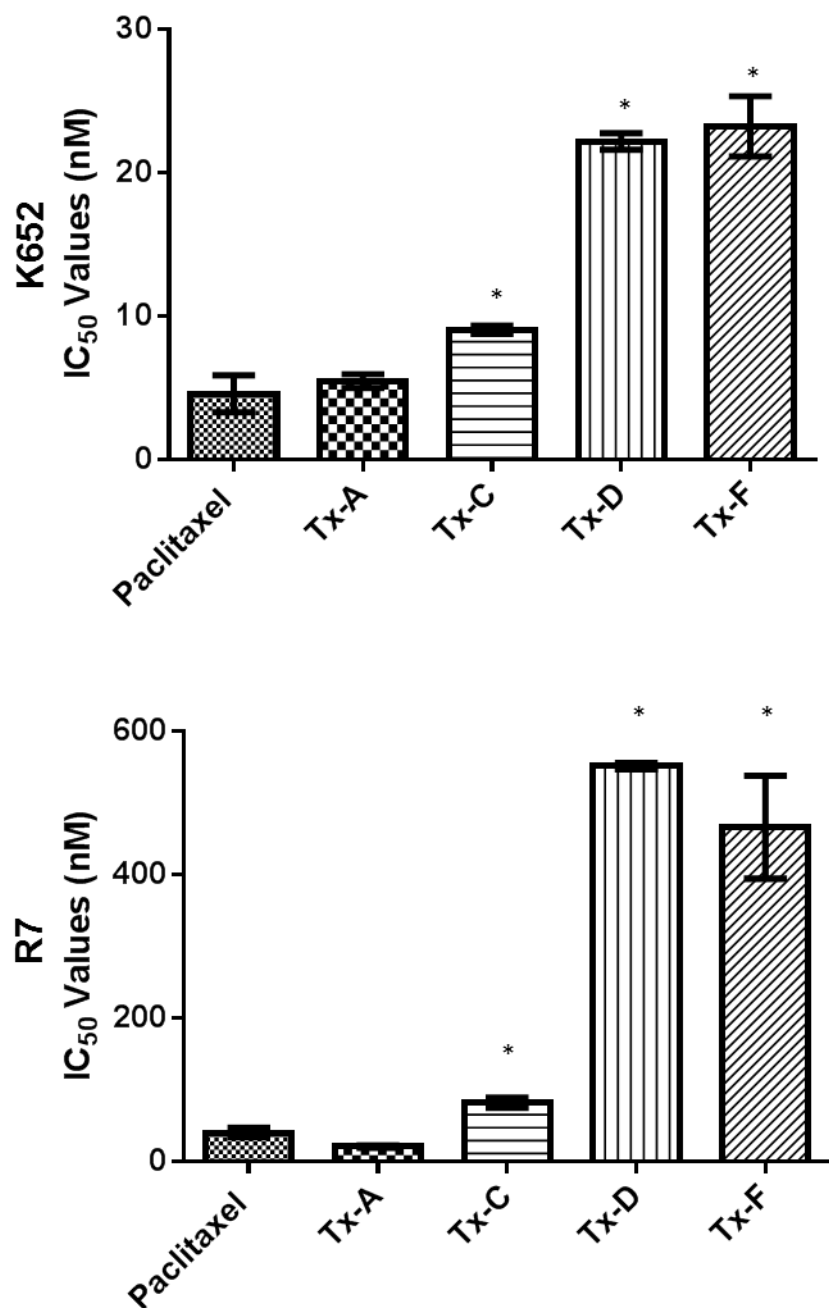 K652
IC50 Values (nM)
30
20
10
0
*
*
*
Paclitaxel
Tx-A
Tx-C
Tx-D
Tx-F
R7
IC50 Values (nM)
600
400
200
0
*
*
*
Paclitaxel
Tx-A
Tx-C
Tx-D
Tx-F